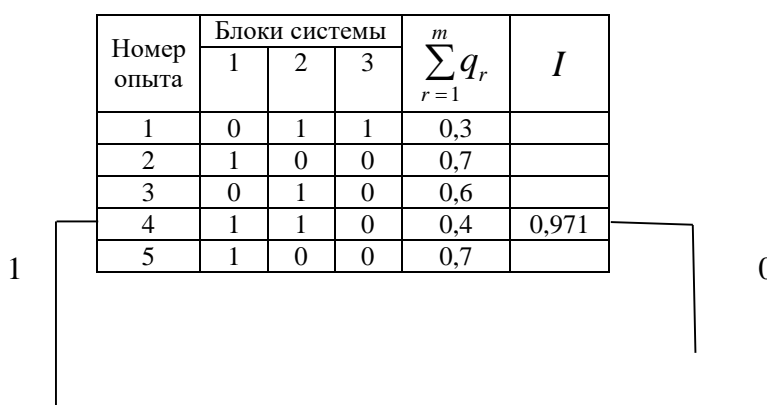 Номер опыта Блоки системы $\sum_{r=1}^{m} q_r$ I
1 2 3
1 0 1 1 0,3
2 1 0 0 0,7
3 0 1 0 0,6
4 1 1 0 0,4 0,971
5 1 0 0 0,7
1 0